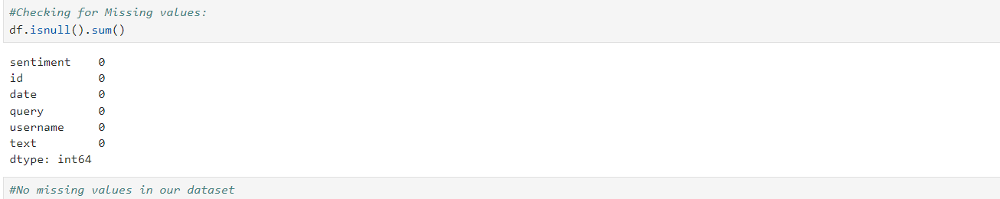 #Checking for Missing values:
df.isnull().sum()
sentiment    0
id           0
date         0
query        0
username     0
text         0
dtype: int64
#No missing values in our dataset